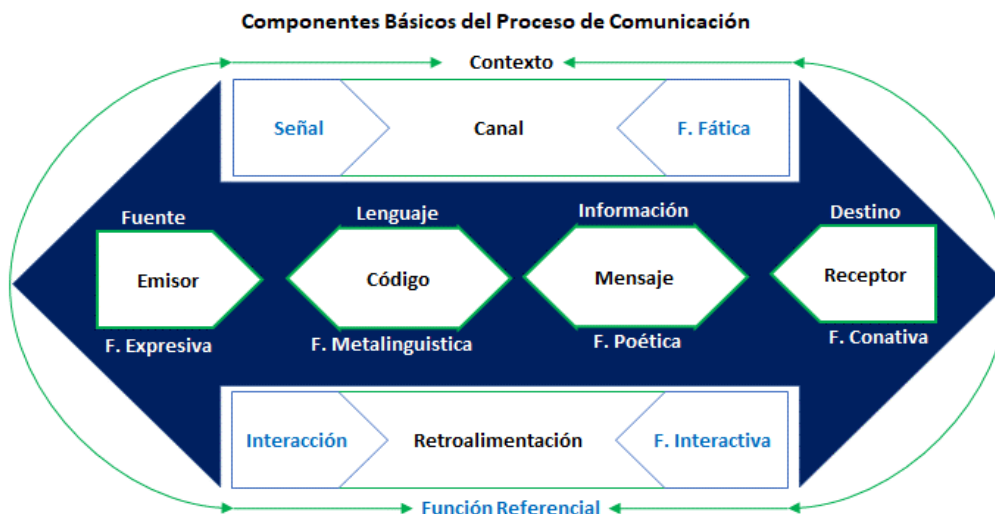 Componentes Básicos del Proceso de Comunicación
Contexto
Señal Canal F. Fática
Fuente Lenguaje Información Destino
Emisor Código Mensaje Receptor
F. Expresiva F. Metalinguistica F. Poética F. Conativa
Interacción Retroalimentación F. Interactiva
Función Referencial